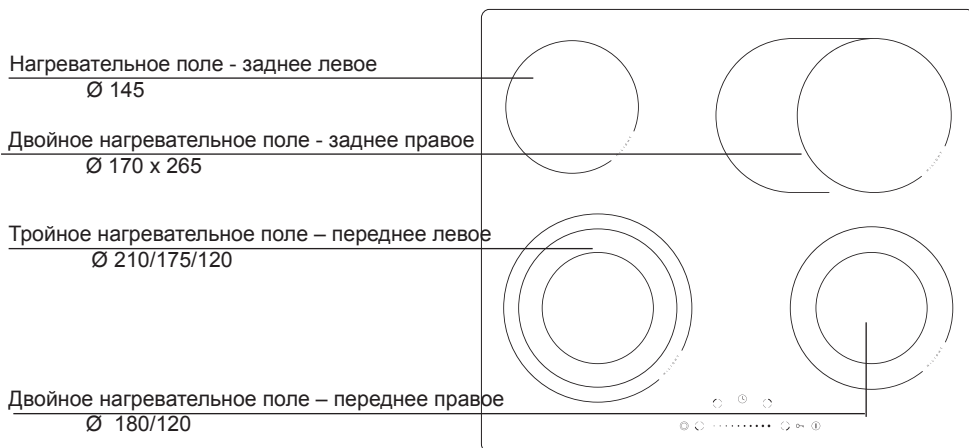 Нагревательное поле - заднее левое
Ø 145
Двойное нагревательное поле - заднее правое
Ø 170 x 265
Тройное нагревательное поле – переднее левое
Ø 210/175/120
Двойное нагревательное поле – переднее правое
Ø 180/120